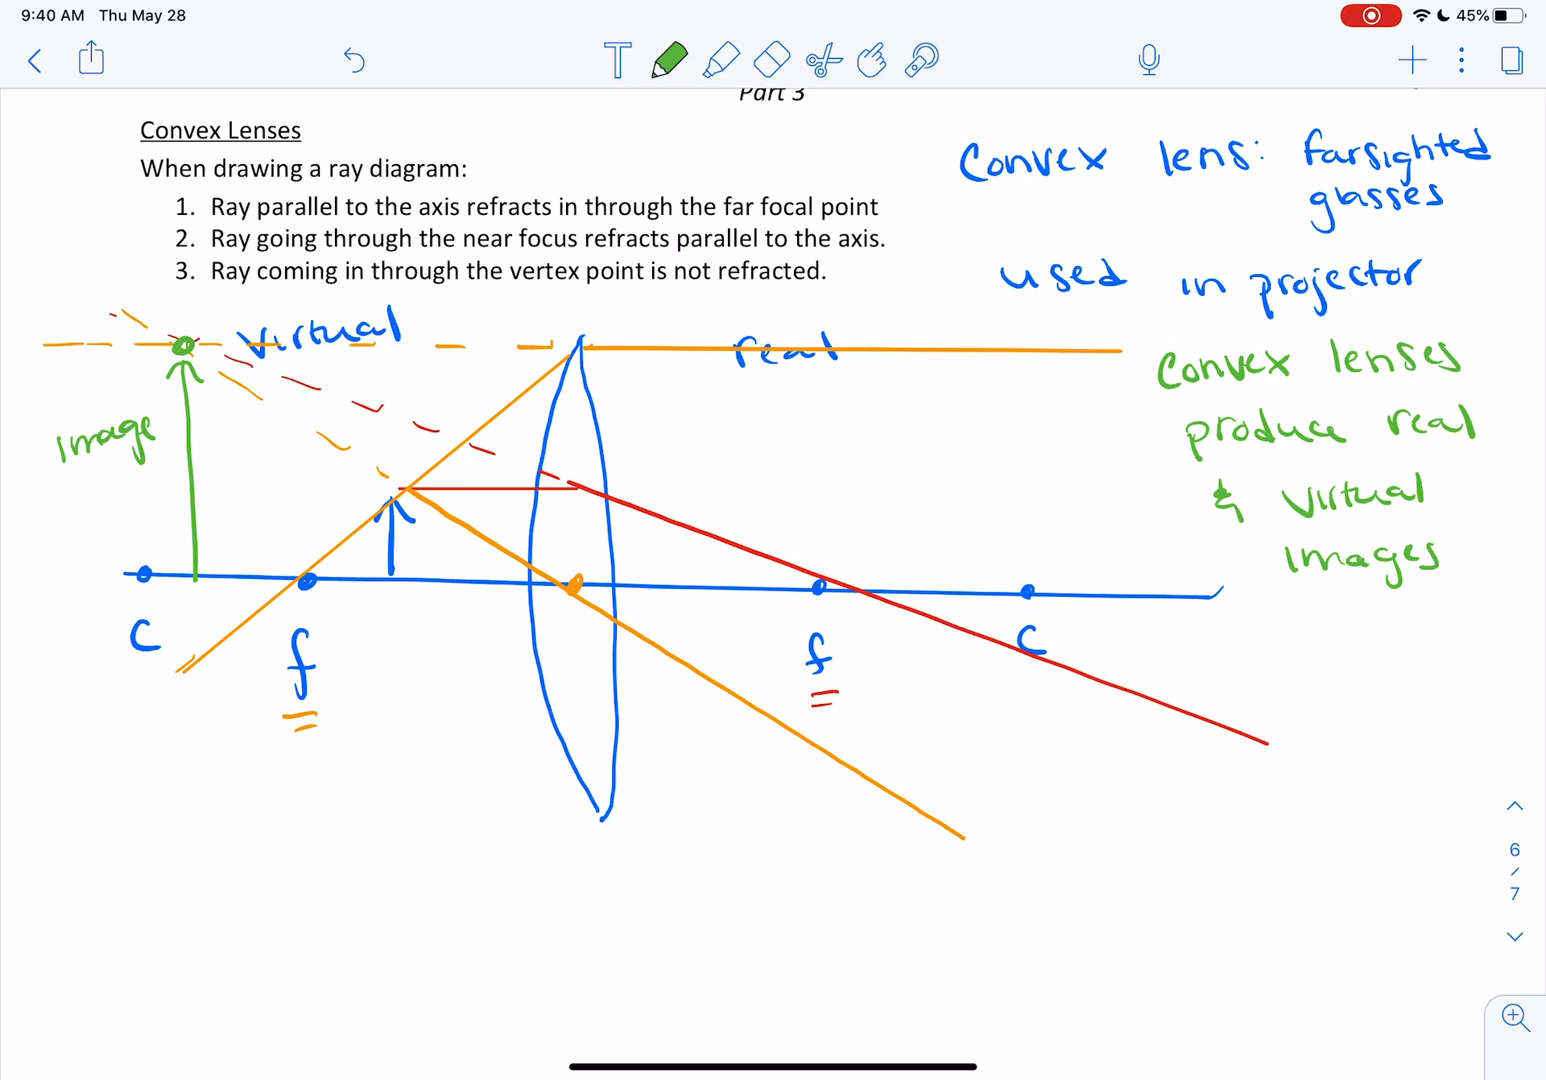 9:40 AM Thu May 28
45%
Part 3
Convex Lenses
When drawing a ray diagram:
1. Ray parallel to the axis refracts in through the far focal point
2. Ray going through the near focus refracts parallel to the axis.
3. Ray coming in through the vertex point is not refracted.
Convex lens: farsighted
glasses
used in projector
Virtual
real
Convex lenses
produce real
& virtual
images
image
C
f
f
C
6
/
7